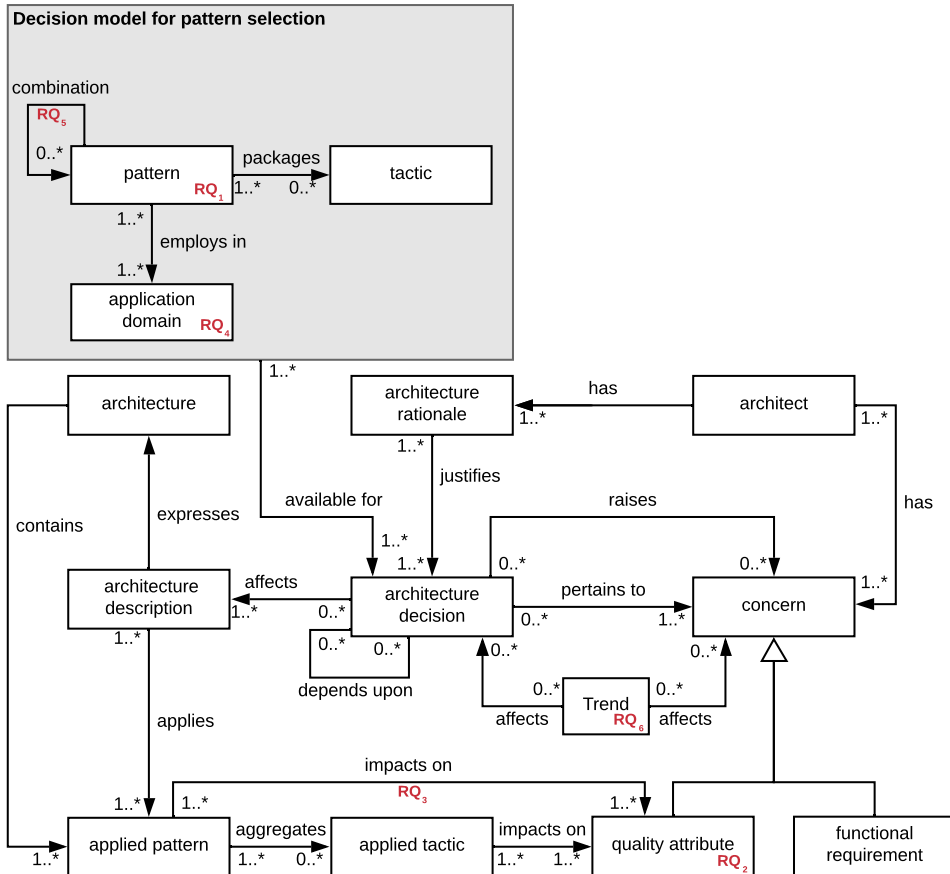 Decision model for pattern selection
combination
RQ5
0..*
pattern
RQ1
packages
1..*
0..*
tactic
1..*
employs in
1..*
application
domain
RQ4
1..*
architecture
architecture
rationale
has
1..*
architect
1..*
1..*
justifies
contains
expresses
available for
1..*
1..*
raises
0..*
0..*
has
1..*
architecture
description
affects
1..*
0..*
architecture
decision
pertains to
0..*
1..*
concern
1..*
0..*
0..*
depends upon
0..*
0..*
0..*
0..*
Trend
RQ6
affects
affects
applies
impacts on
RQ3
1..*
1..*
1..*
1..*
applied pattern
aggregates
1..*
0..*
applied tactic
impacts on
1..*
1..*
quality attribute
RQ2
functional
requirement